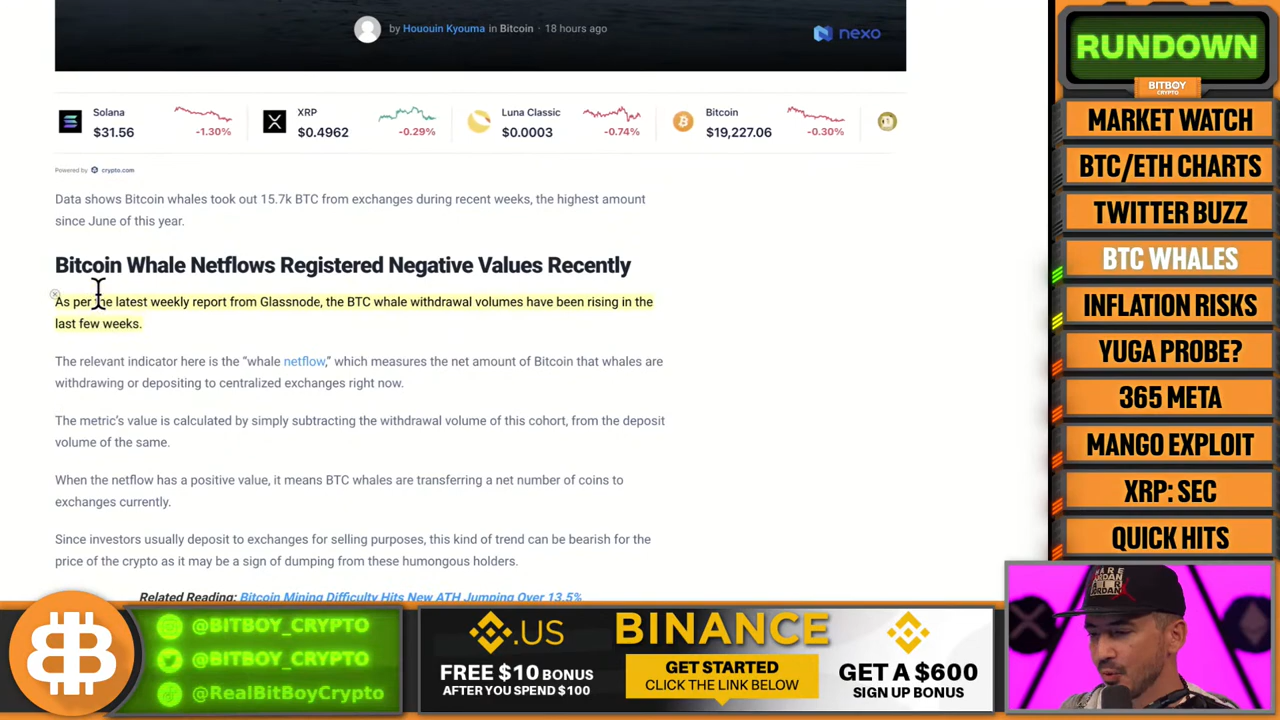 by Hououin Kyouma in Bitcoin · 18 hours ago
nexo
Solana
$31.56
-1.30%
XRP
$0.4962
-0.29%
Luna Classic
$0.0003
-0.74%
Bitcoin
$19,227.06
-0.30%
Powered by crypto.com
Data shows Bitcoin whales took out 15.7k BTC from exchanges during recent weeks, the highest amount
since June of this year.
Bitcoin Whale Netflows Registered Negative Values Recently
As per the latest weekly report from Glassnode, the BTC whale withdrawal volumes have been rising in the
last few weeks.
The relevant indicator here is the “whale netflow,” which measures the net amount of Bitcoin that whales are
withdrawing or depositing to centralized exchanges right now.
The metric’s value is calculated by simply subtracting the withdrawal volume of this cohort, from the deposit
volume of the same.
When the netflow has a positive value, it means BTC whales are transferring a net number of coins to
exchanges currently.
Since investors usually deposit to exchanges for selling purposes, this kind of trend can be bearish for the
price of the crypto as it may be a sign of dumping from these humongous holders.
Related Reading: Bitcoin Mining Difficulty Hits New ATH Jumping Over 13.5%
RUNDOWN
BITBOY
CRYPTO
MARKET WATCH
BTC/ETH CHARTS
TWITTER BUZZ
BTC WHALES
INFLATION RISKS
YUGA PROBE?
365 META
MANGO EXPLOIT
XRP: SEC
QUICK HITS
@BITBOY_CRYPTO
@BITBOY_CRYPTO
@RealBitBoyCrypto
.US
FREE $10 BONUS
AFTER YOU SPEND $100
BINANCE
GET STARTED
CLICK THE LINK BELOW
GET A $600
SIGN UP BONUS